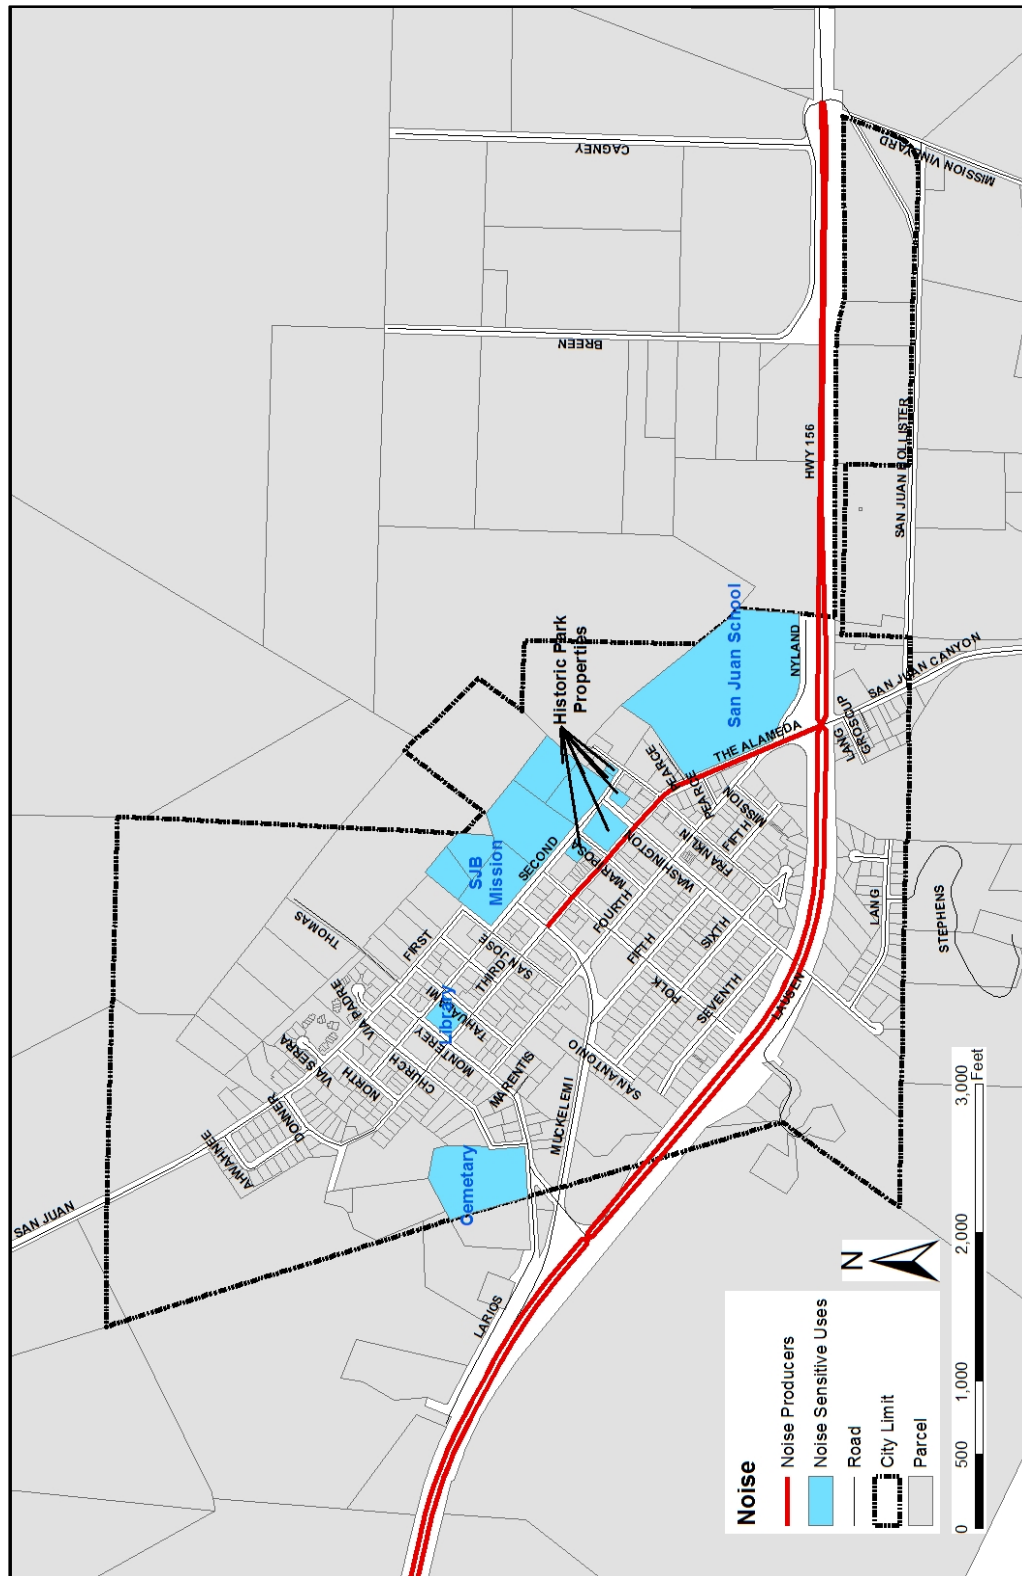 SAN JUAN
AHWAHNEE
DONNER
VIA SERRA
VIA PADRE
NORTH
CHURCH
MONTEREY
THOMAS
FIRST
TAHUALAMI
Library
THIRD
SAN JOSE
SECOND
SJB
Mission
Cemetary
LARIOS
MARENTIS
MUCKELEMI
SAN ANTONIO
FOURTH
FIFTH
POLK
SIXTH
SEVENTH
MARIPOSA
WASHINGTON
FRANKLIN
FIFTH
MISSION
PEARCE
PEARCE
Historic Park
Properties
San Juan School
THE ALAMEDA
NYLAND
LAUSEN
LANG
STEPHENS
LANG
GROSCUP
SAN JUAN CANYON
HWY 156
BREEN
CAGNEY
SAN JUAN HOLLISTER
MISSION VINEYARD
Noise
Noise Producers
Noise Sensitive Uses
Road
City Limit
Parcel
N
0 500 1,000 2,000 3,000
Feet